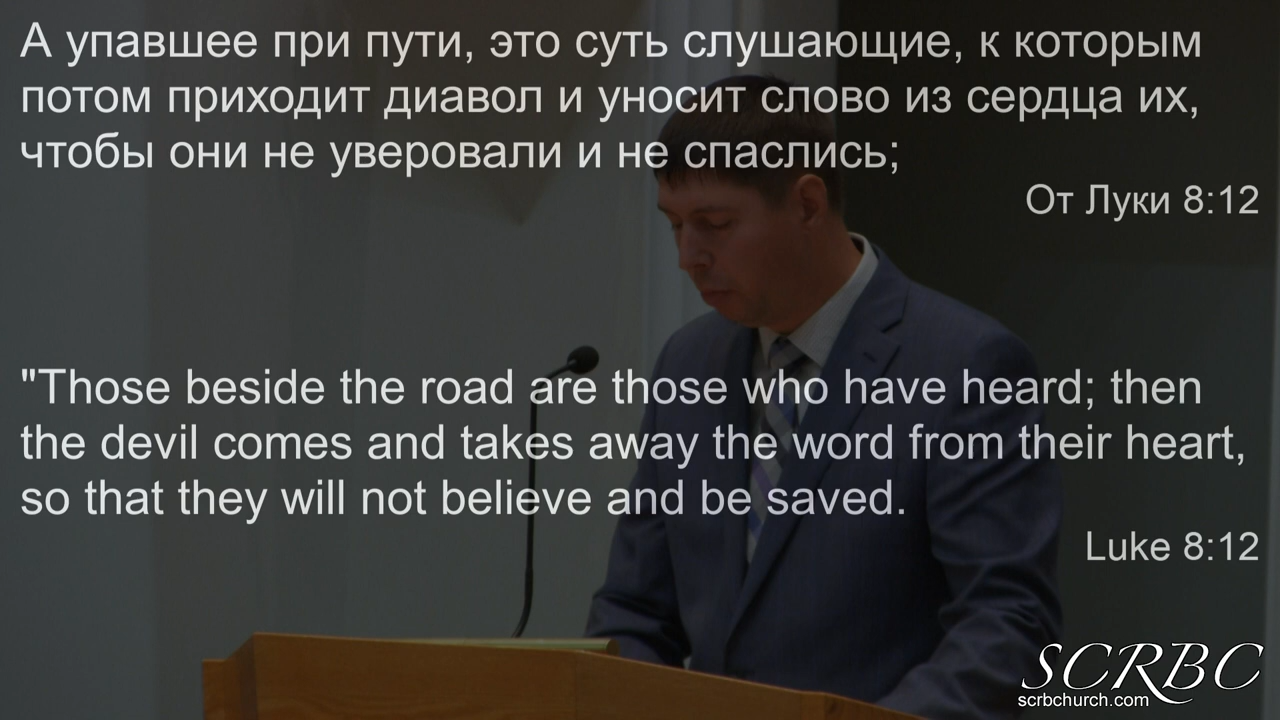 А упавшее при пути, это суть слушающие, к которым
потом приходит диавол и уносит слово из сердца их,
чтобы они не уверовали и не спаслись;
От Луки 8:12
"Those beside the road are those who have heard; then
the devil comes and takes away the word from their heart,
so that they will not believe and be saved.
Luke 8:12
SCRBC
scrbchurch.com